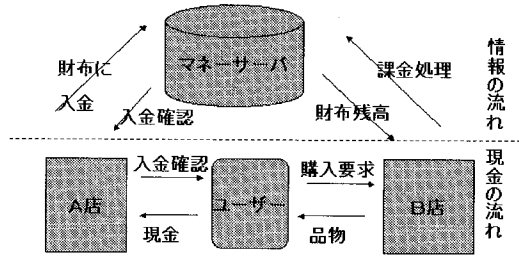 マネーサーバ
財布に
入金
入金確認
課金処理
財布残高
情報の流れ
入金確認
購入要求
A店
ユーザー
B店
現金
品物
現金の流れ